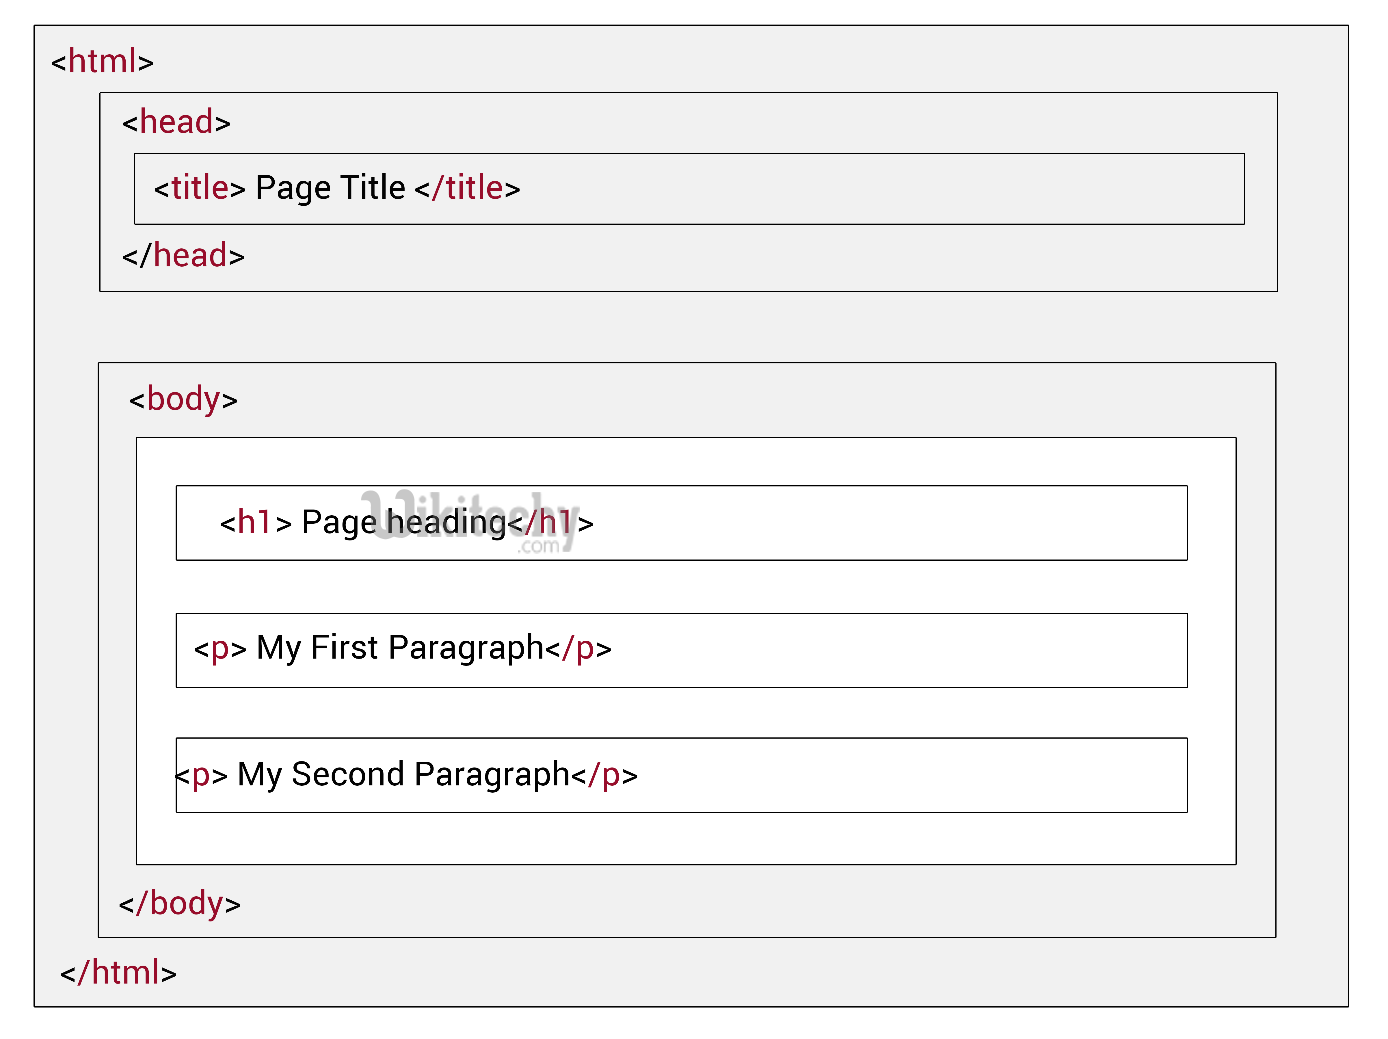 <html>
<head>
<title> Page Title </title>
</head>
<body>
<h1> Page heading</h1>
Wikitechy
.com
<p> My First Paragraph</p>
<p> My Second Paragraph</p>
</body>
</html>